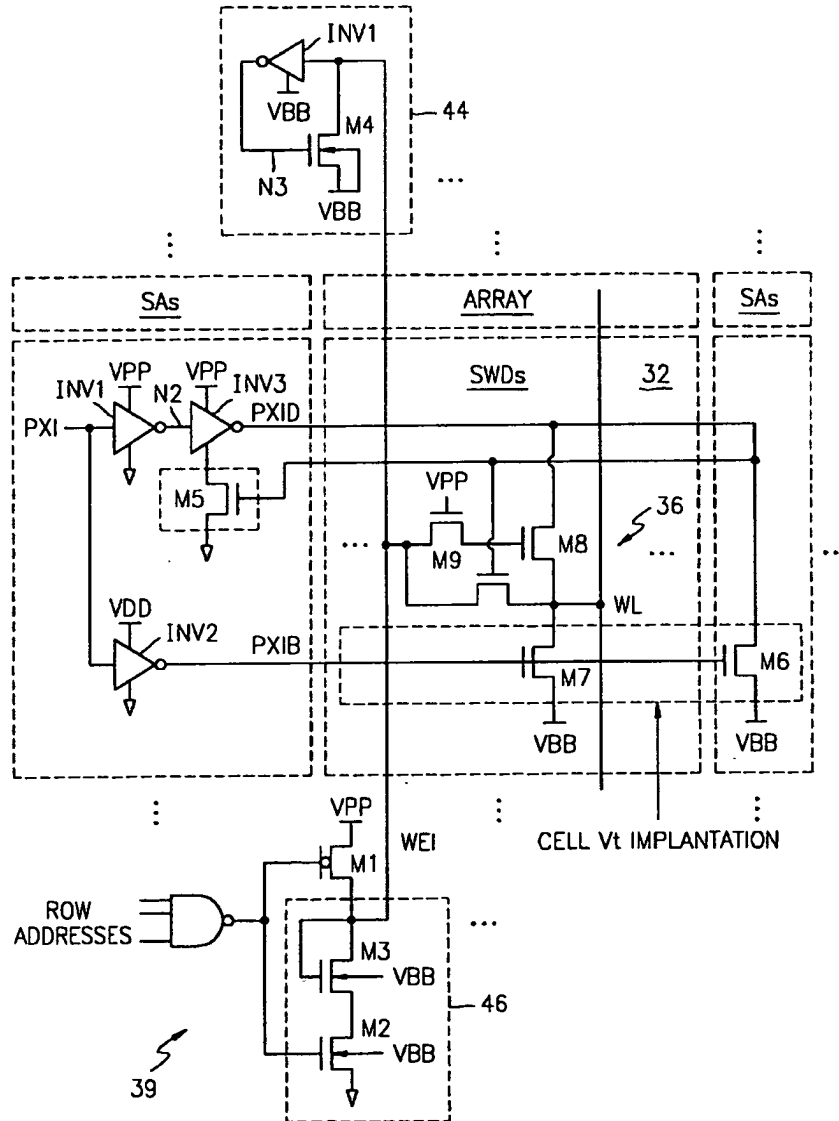 INV1
VBB
M4
44
N3
VBB
...
SAs
ARRAY
SAs
VPP
VPP
SWDs
32
INV1
N2
INV3
PXID
PXI
M5
VPP
36
...
M9
M8
...
...
WL
VDD
INV2
PXIB
M7
M6
VBB
VBB
VPP
WEI
CELL Vt IMPLANTATION
M1
ROW
ADDRESSES
...
M3
VBB
46
M2
VBB
39